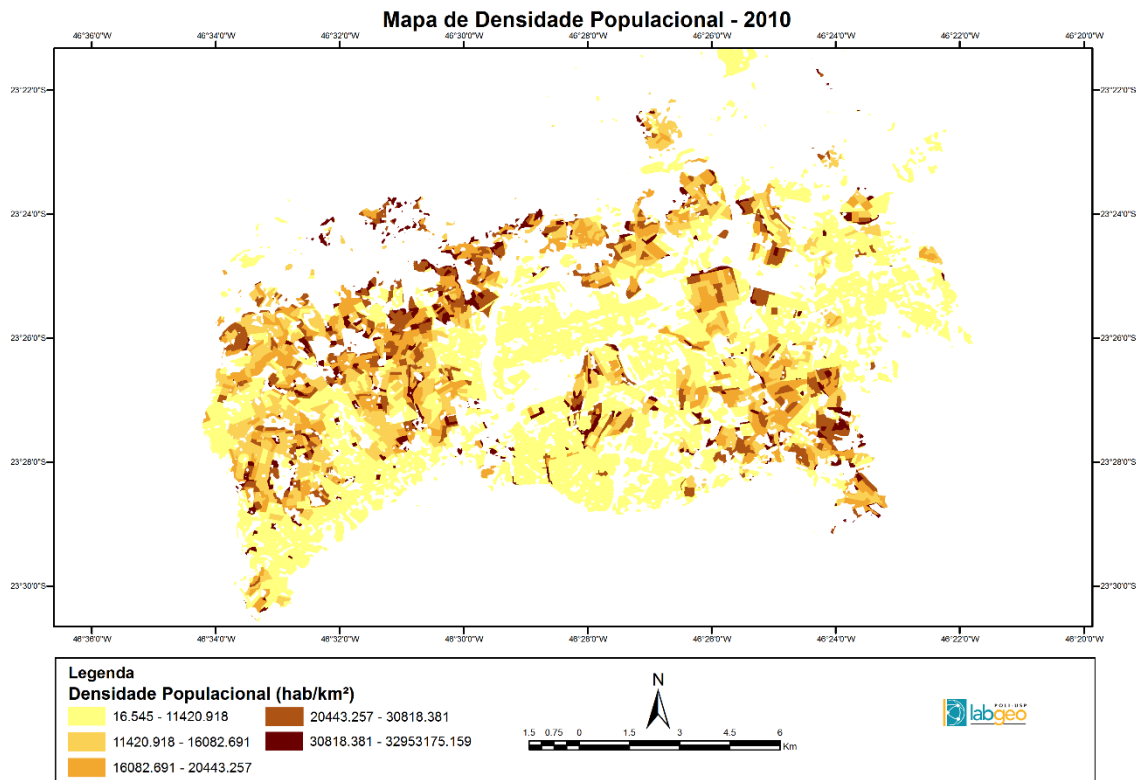 Mapa de Densidade Populacional - 2010
46°36'0"W 46°34'0"W 46°32'0"W 46°30'0"W 46°28'0"W 46°26'0"W 46°24'0"W 46°22'0"W 46°20'0"W
23°22'0"S 23°22'0"S
23°24'0"S 23°24'0"S
23°26'0"S 23°26'0"S
23°28'0"S 23°28'0"S
23°30'0"S 23°30'0"S
46°36'0"W 46°34'0"W 46°32'0"W 46°30'0"W 46°28'0"W 46°26'0"W 46°24'0"W 46°22'0"W 46°20'0"W
Legenda
Densidade Populacional (hab/km²)
16.545 - 11420.918
11420.918 - 16082.691
16082.691 - 20443.257
20443.257 - 30818.381
30818.381 - 32953175.159
N
1.5 0.75 0 1.5 3 4.5 6
Km
POLI-USP
labgeo